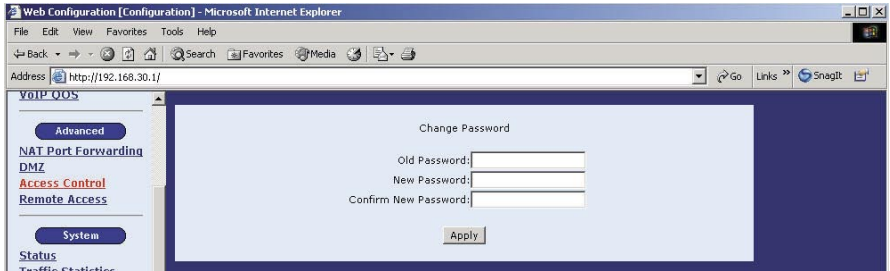 Web Configuration [Configuration] - Microsoft Internet Explorer
File Edit View Favorites Tools Help
Back Search Favorites Media
Address http://192.168.30.1/ Go Links » SnagIt
VoIP QOS
Advanced
NAT Port Forwarding
DMZ
Access Control
Remote Access
System
Status
Traffic Statistics
Change Password
Old Password:
New Password:
Confirm New Password:
Apply